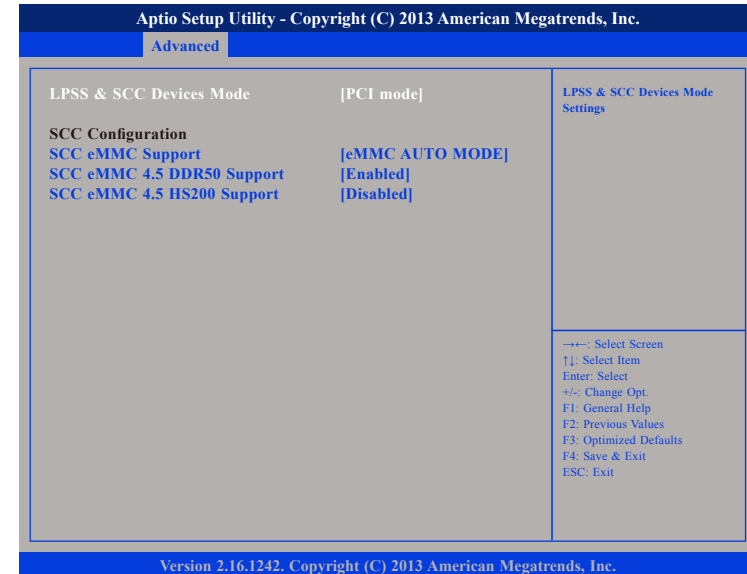 Aptio Setup Utility - Copyright (C) 2013 American Megatrends, Inc.
Advanced
LPSS & SCC Devices Mode [PCI mode]
SCC Configuration
SCC eMMC Support [eMMC AUTO MODE]
SCC eMMC 4.5 DDR50 Support [Enabled]
SCC eMMC 4.5 HS200 Support [Disabled]
LPSS & SCC Devices Mode
Settings
→←: Select Screen
↑↓: Select Item
Enter: Select
+/-: Change Opt.
F1: General Help
F2: Previous Values
F3: Optimized Defaults
F4: Save & Exit
ESC: Exit
Version 2.16.1242. Copyright (C) 2013 American Megatrends, Inc.